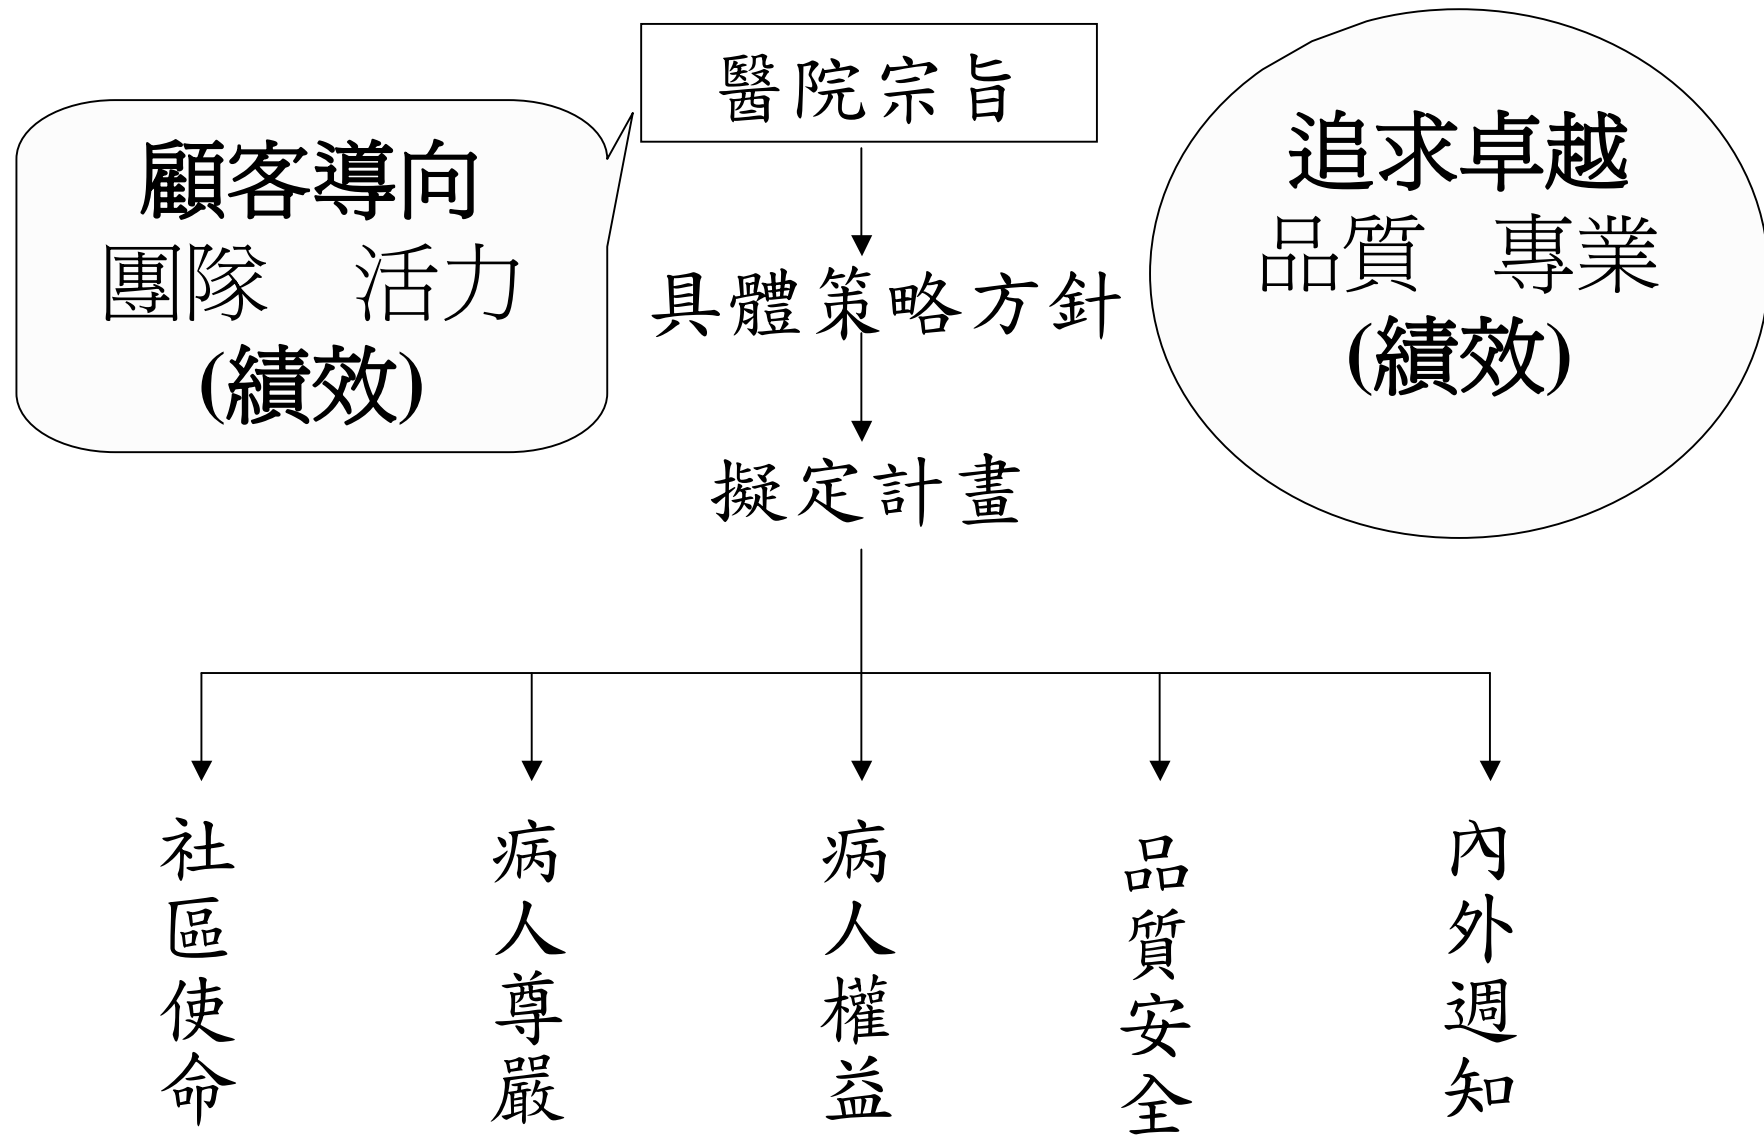 醫院宗旨
顧客導向
團隊　活力
(績效)
追求卓越
品質　專業
(績效)
具體策略方針
擬定計畫
社區使命
病人尊嚴
病人權益
品質安全
內外週知